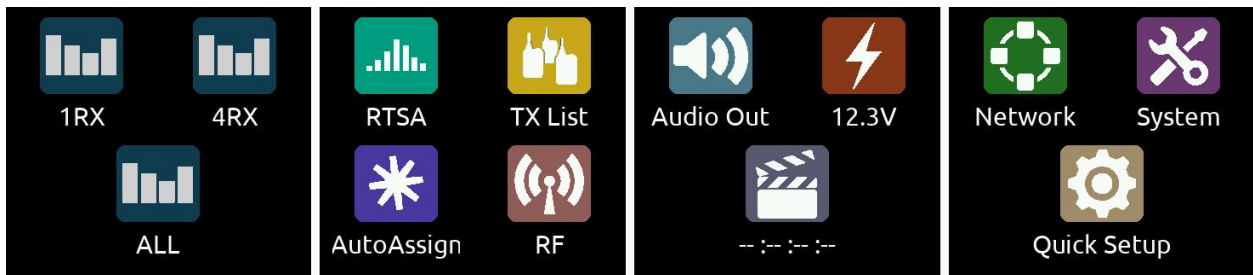 1RX
4RX
ALL
RTSA
TX List
AutoAssign
RF
Audio Out
12.3V
-- :-- :-- :--
Network
System
Quick Setup